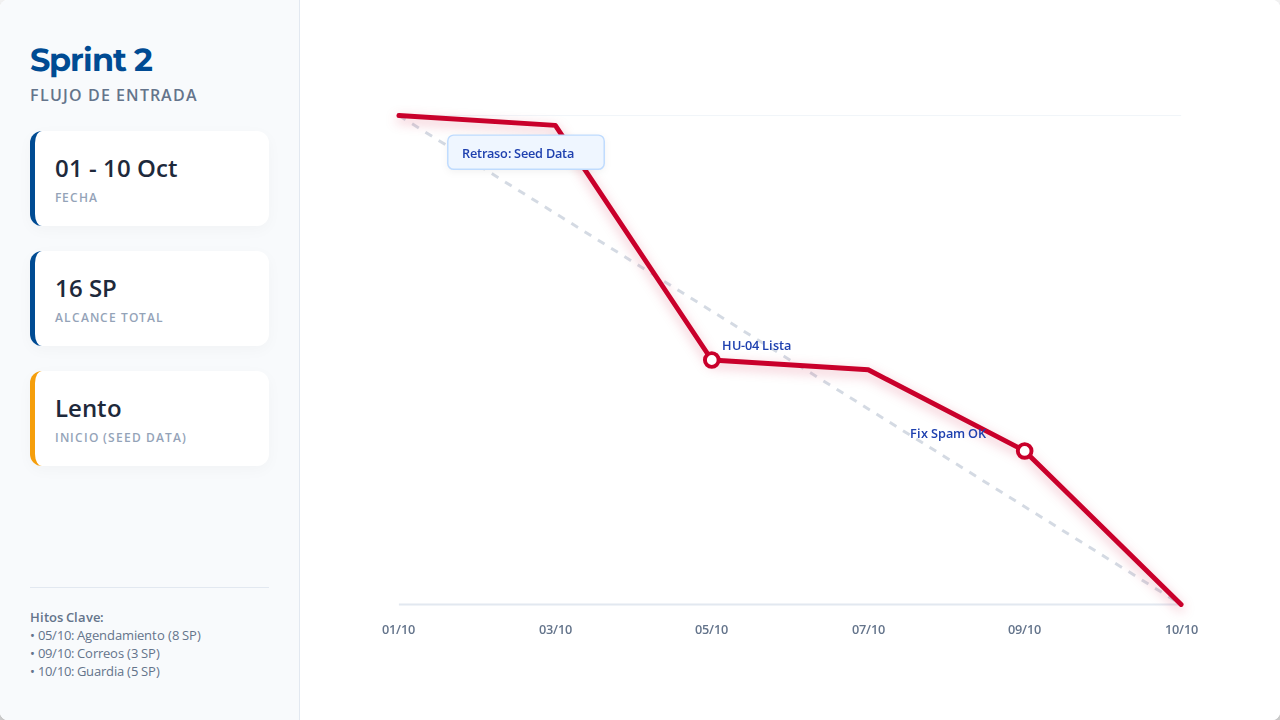 Sprint 2
FLUJO DE ENTRADA
01 - 10 Oct
FECHA
16 SP
ALCANCE TOTAL
Lento
INICIO (SEED DATA)
Hitos Clave:
• 05/10: Agendamiento (8 SP)
• 09/10: Correos (3 SP)
• 10/10: Guardia (5 SP)
Retraso: Seed Data
HU-04 Lista
Fix Spam OK
01/10
03/10
05/10
07/10
09/10
10/10